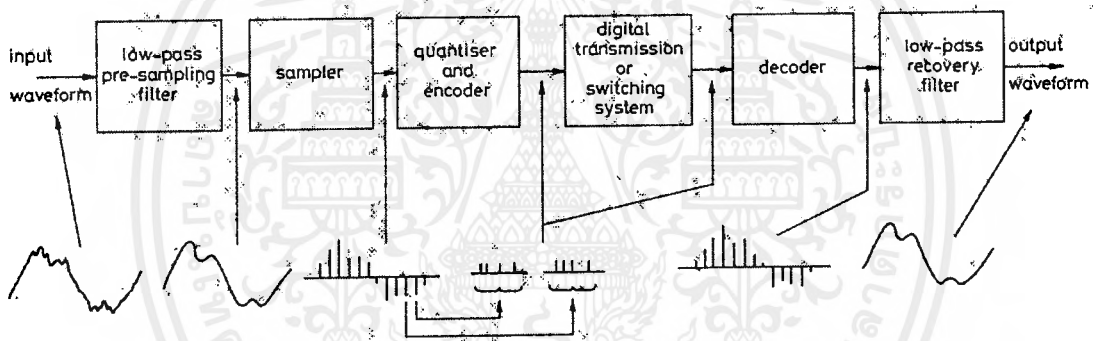 input
waveform
low-pass
pre-sampling
filter
sampler
quantiser
and
encoder
digital
transmission
or
switching
system
decoder
low-pass
recovery
filter
output
waveform